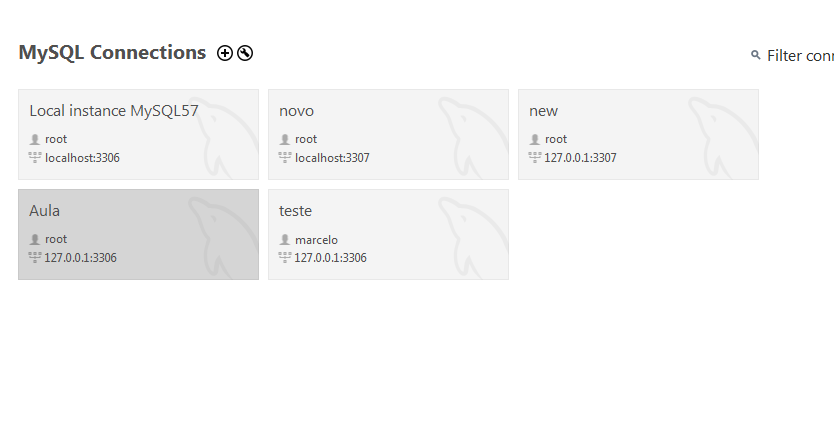 MySQL Connections
Filter conn
Local instance MySQL57
root
localhost:3306
novo
root
localhost:3307
new
root
127.0.0.1:3307
Aula
root
127.0.0.1:3306
teste
marcelo
127.0.0.1:3306